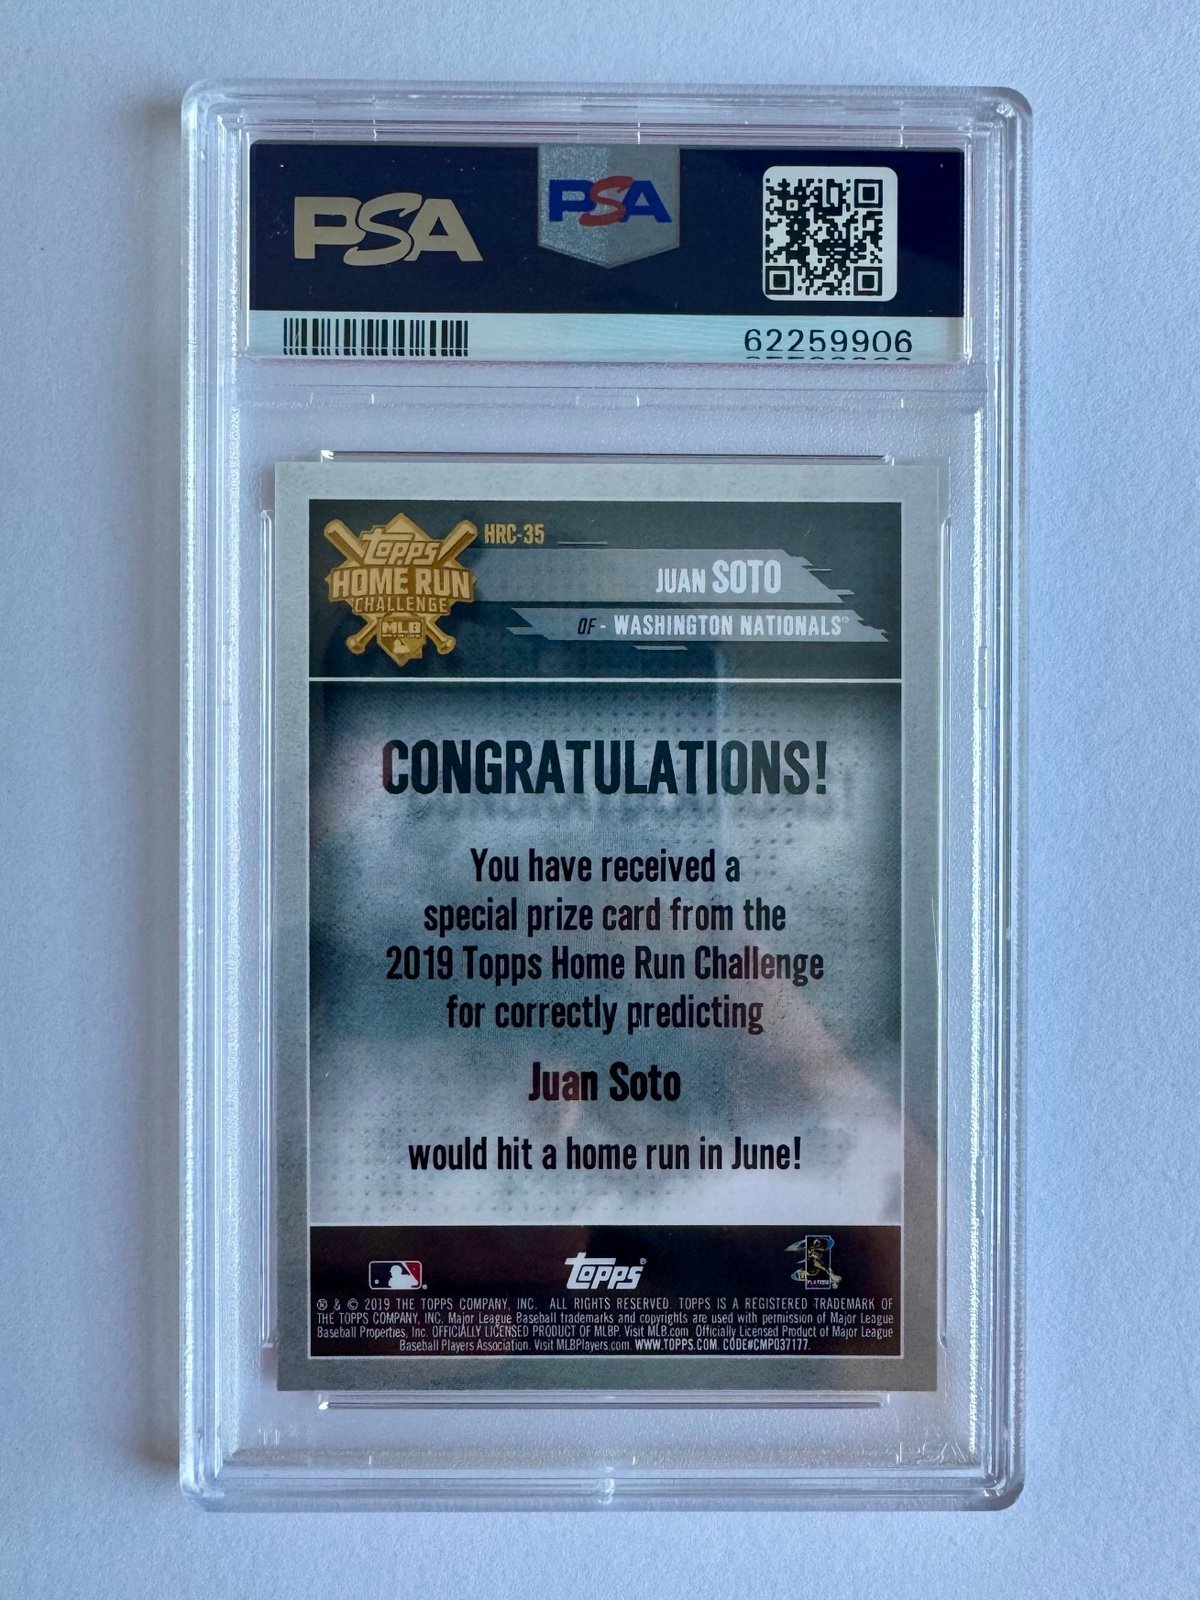 PSA
PSA
62259906
HRC-35
topps
HOME RUN
CHALLENGE
MLB
JUAN SOTO
OF - WASHINGTON NATIONALS
CONGRATULATIONS!
You have received a
special prize card from the
2019 Topps Home Run Challenge
for correctly predicting
Juan Soto
would hit a home run in June!
topps®
® & © 2019 THE TOPPS COMPANY, INC. ALL RIGHTS RESERVED. TOPPS IS A REGISTERED TRADEMARK OF
THE TOPPS COMPANY, INC. Major League Baseball trademarks and copyrights are used with permission of Major League
Baseball Properties, Inc. OFFICIALLY LICENSED PRODUCT OF MLBP. Visit MLB.com Officially Licensed Product of Major League
Baseball Players Association. Visit MLBPlayers.com. WWW.TOPPS.COM. CODE#CMP037177.
PSA